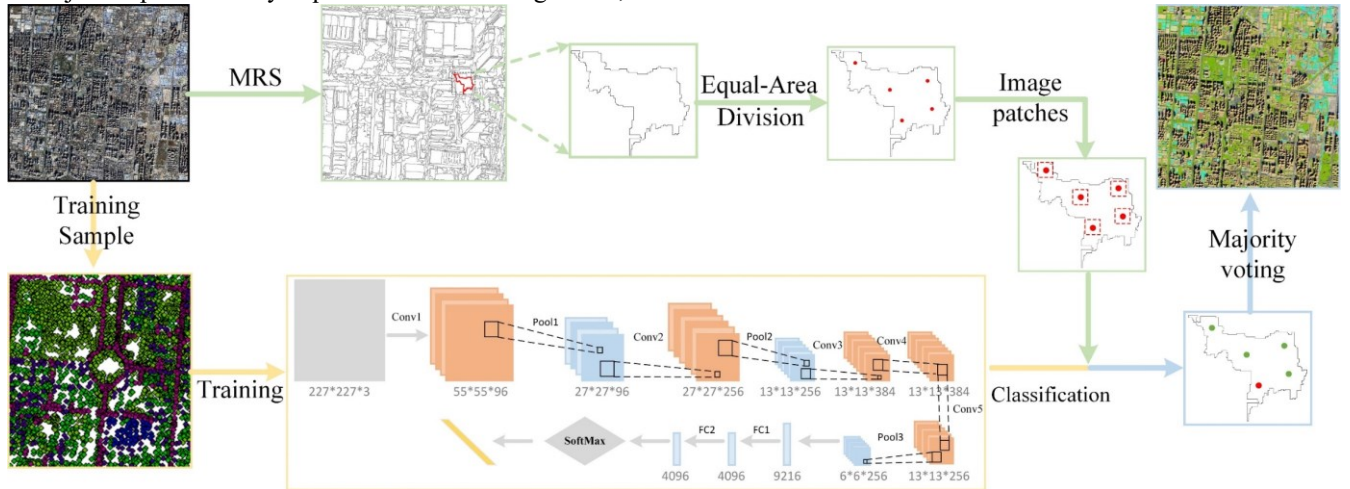 MRS
Equal-Area
Division
Image
patches
Training
Sample
Majority
voting
Training
Conv1
Pool1
Conv2
Pool2
Conv3
Conv4
227*227*3
55*55*96
27*27*96
27*27*256
13*13*256
13*13*384
13*13*384
Classification
Conv5
SoftMax
FC2
FC1
Pool3
4096
4096
9216
6*6*256
13*13*256